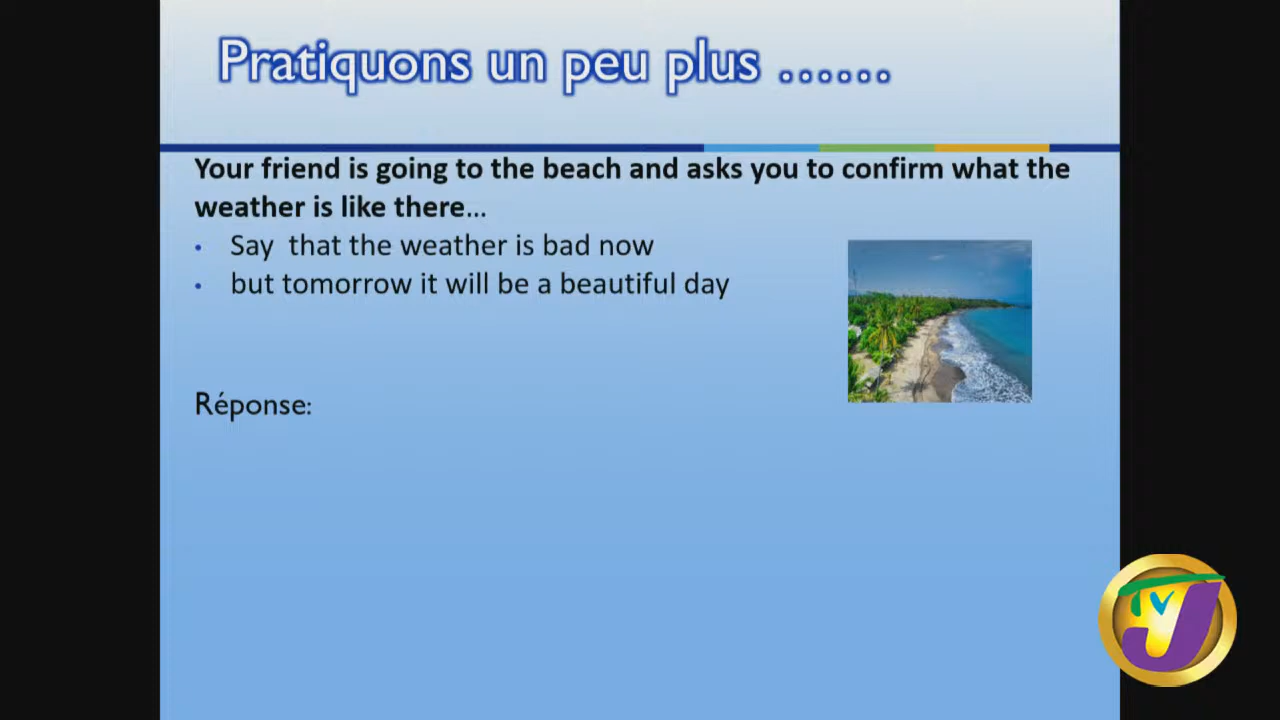 Pratiquons un peu plus ......
Your friend is going to the beach and asks you to confirm what the
weather is like there...
• Say that the weather is bad now
• but tomorrow it will be a beautiful day
Réponse:
TVJ